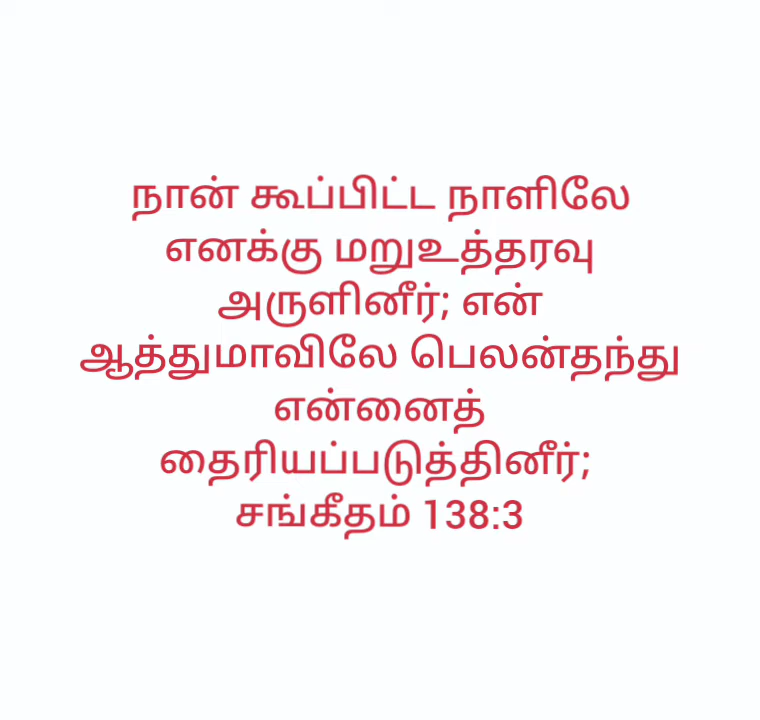 நான் கூப்பிட்ட நாளிலே
எனக்கு மறுஉத்தரவு
அருளினீர்; என்
ஆத்துமாவிலே பெலன்தந்து
என்னைத்
தைரியப்படுத்தினீர்;
சங்கீதம் 138:3